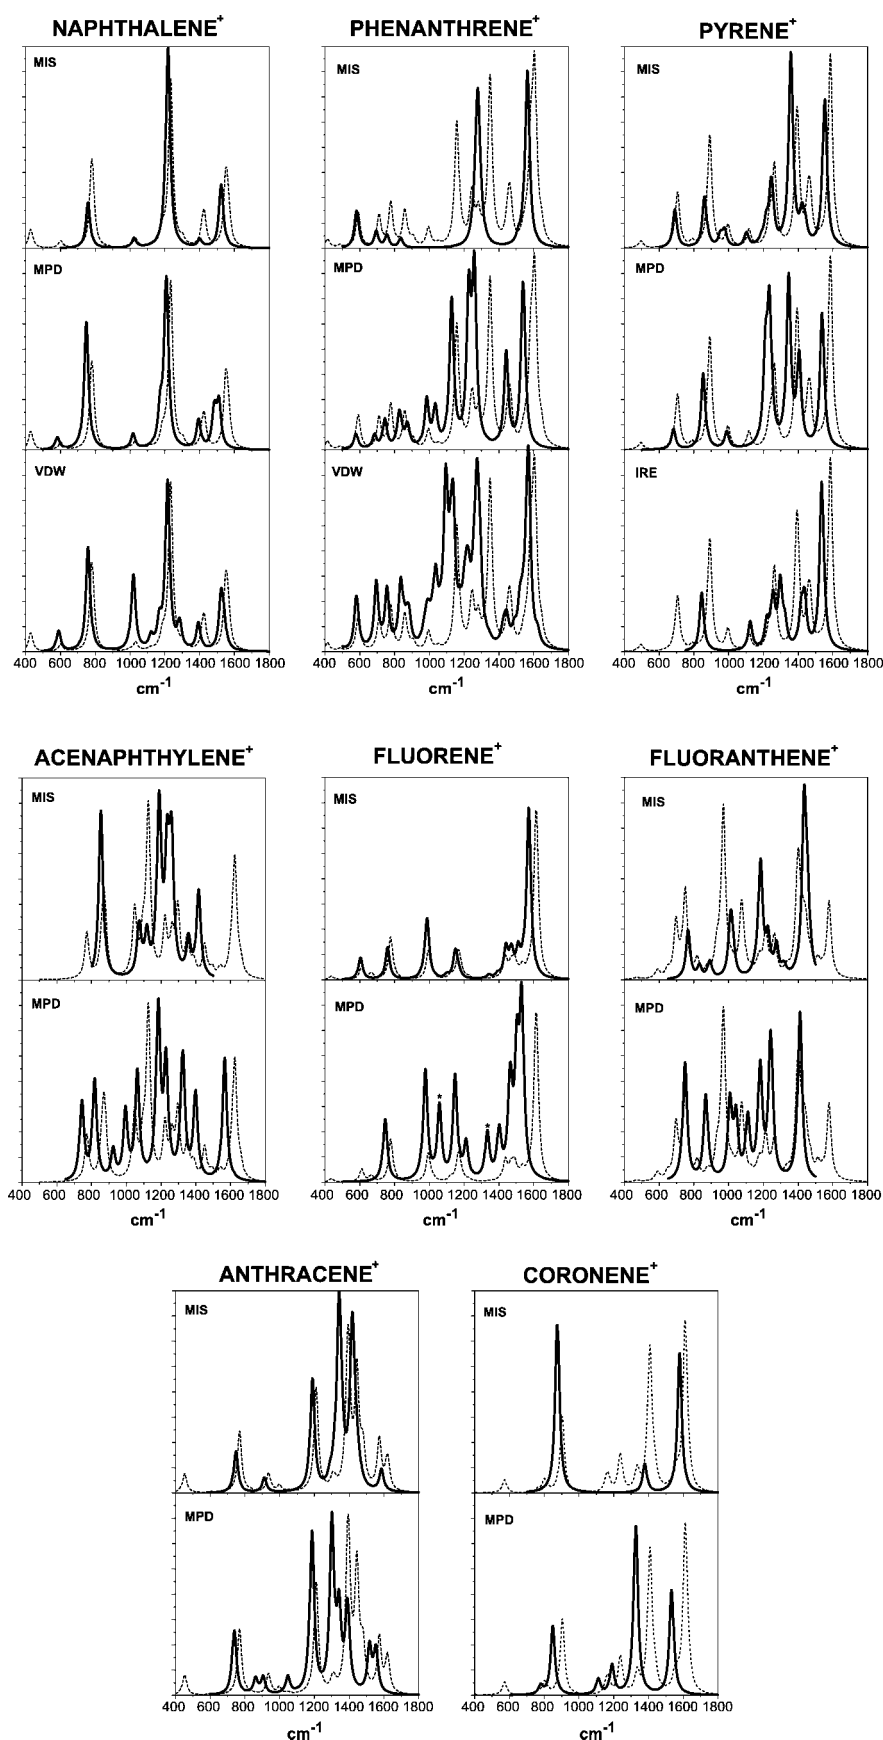 NAPHTHALENE+ PHENANTHRENE+ PYRENE+
MIS MIS MIS
MPD MPD MPD
VDW VDW IRE
400 600 800 1000 1200 1400 1600 1800 400 600 800 1000 1200 1400 1600 1800 400 600 800 1000 1200 1400 1600 1800
cm-1 cm-1 cm-1
ACENAPHTHYLENE+ FLUORENE+ FLUORANTHENE+
MIS MIS MIS
MPD MPD MPD
* *
400 600 800 1000 1200 1400 1600 1800 400 600 800 1000 1200 1400 1600 1800 400 600 800 1000 1200 1400 1600 1800
cm-1 cm-1 cm-1
ANTHRACENE+ CORONENE+
MIS MIS
MPD MPD
400 600 800 1000 1200 1400 1600 1800 400 600 800 1000 1200 1400 1600 1800
cm-1 cm-1